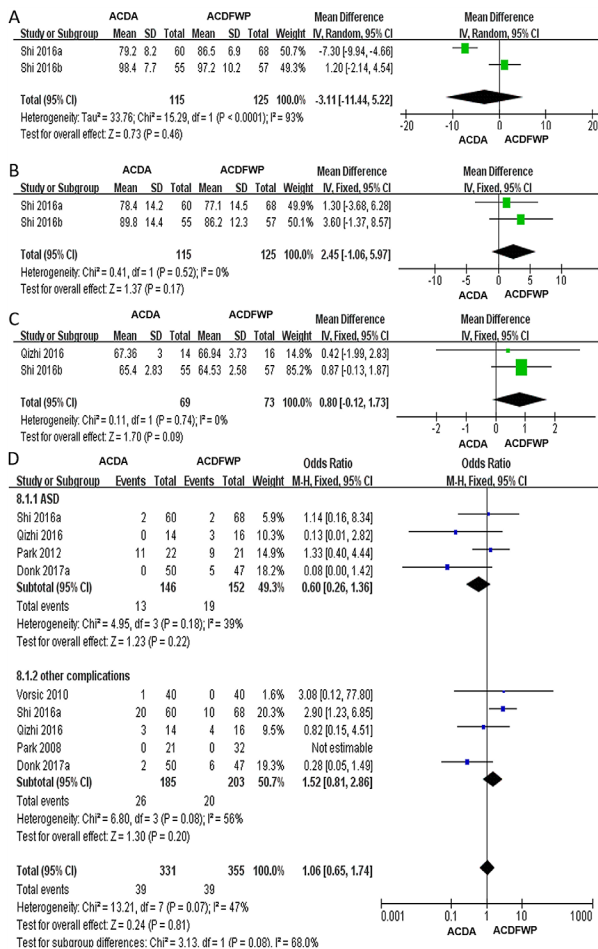 A
ACDA ACDFWP Mean Difference Mean Difference
Study or Subgroup Mean SD Total Mean SD Total Weight IV, Random, 95% CI IV, Random, 95% CI
Shi 2016a 79.2 8.2 60 86.5 6.9 68 50.7% -7.30 [-9.94, -4.66]
Shi 2016b 98.4 7.7 55 97.2 10.2 57 49.3% 1.20 [-2.14, 4.54]
Total (95% CI) 115 125 100.0% -3.11 [-11.44, 5.22]
Heterogeneity: Tau² = 33.76; Chi² = 15.29, df = 1 (P < 0.0001); I² = 93%
Test for overall effect: Z = 0.73 (P = 0.46)
-20 -10 0 10 20
ACDA ACDFWP
B
ACDA ACDFWP Mean Difference Mean Difference
Study or Subgroup Mean SD Total Mean SD Total Weight IV, Fixed, 95% CI IV, Fixed, 95% CI
Shi 2016a 78.4 14.2 60 77.1 14.5 68 49.9% 1.30 [-3.68, 6.28]
Shi 2016b 89.8 14.4 55 86.2 12.3 57 50.1% 3.60 [-1.37, 8.57]
Total (95% CI) 115 125 100.0% 2.45 [-1.06, 5.97]
Heterogeneity: Chi² = 0.41, df = 1 (P = 0.52); I² = 0%
Test for overall effect: Z = 1.37 (P = 0.17)
-10 -5 0 5 10
ACDA ACDFWP
C
ACDA ACDFWP Mean Difference Mean Difference
Study or Subgroup Mean SD Total Mean SD Total Weight IV, Fixed, 95% CI IV, Fixed, 95% CI
Qizhi 2016 67.36 3 14 66.94 3.73 16 14.8% 0.42 [-1.99, 2.83]
Shi 2016b 65.4 2.83 55 64.53 2.58 57 85.2% 0.87 [-0.13, 1.87]
Total (95% CI) 69 73 100.0% 0.80 [-0.12, 1.73]
Heterogeneity: Chi² = 0.11, df = 1 (P = 0.74); I² = 0%
Test for overall effect: Z = 1.70 (P = 0.09)
-2 -1 0 1 2
ACDA ACDFWP
D
ACDA ACDFWP Odds Ratio Odds Ratio
Study or Subgroup Events Total Events Total Weight M-H, Fixed, 95% CI M-H, Fixed, 95% CI
8.1.1 ASD
Shi 2016a 2 60 2 68 5.9% 1.14 [0.16, 8.34]
Qizhi 2016 0 14 3 16 10.3% 0.13 [0.01, 2.82]
Park 2012 11 22 9 21 14.9% 1.33 [0.40, 4.44]
Donk 2017a 0 50 5 47 18.2% 0.08 [0.00, 1.42]
Subtotal (95% CI) 146 152 49.3% 0.60 [0.26, 1.36]
Total events 13 19
Heterogeneity: Chi² = 4.95, df = 3 (P = 0.18); I² = 39%
Test for overall effect: Z = 1.23 (P = 0.22)
8.1.2 other complications
Vorsic 2010 1 40 0 40 1.6% 3.08 [0.12, 77.80]
Shi 2016a 20 60 10 68 20.3% 2.90 [1.23, 6.85]
Qizhi 2016 3 14 4 16 9.5% 0.82 [0.15, 4.51]
Park 2008 0 21 0 32 Not estimable
Donk 2017a 2 50 6 47 19.3% 0.28 [0.05, 1.49]
Subtotal (95% CI) 185 203 50.7% 1.52 [0.81, 2.86]
Total events 26 20
Heterogeneity: Chi² = 6.80, df = 3 (P = 0.08); I² = 56%
Test for overall effect: Z = 1.30 (P = 0.20)
Total (95% CI) 331 355 100.0% 1.06 [0.65, 1.74]
Total events 39 39
Heterogeneity: Chi² = 13.21, df = 7 (P = 0.07); I² = 47%
Test for overall effect: Z = 0.24 (P = 0.81)
Test for subgroup differences: Chi² = 3.13, df = 1 (P = 0.08), I² = 68.0%
0.001 0.1 1 10 1000
ACDA ACDFWP